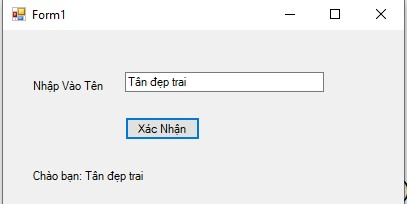 Form1
Nhập Vào Tên
Tân đẹp trai
Xác Nhận
Chào bạn: Tân đẹp trai